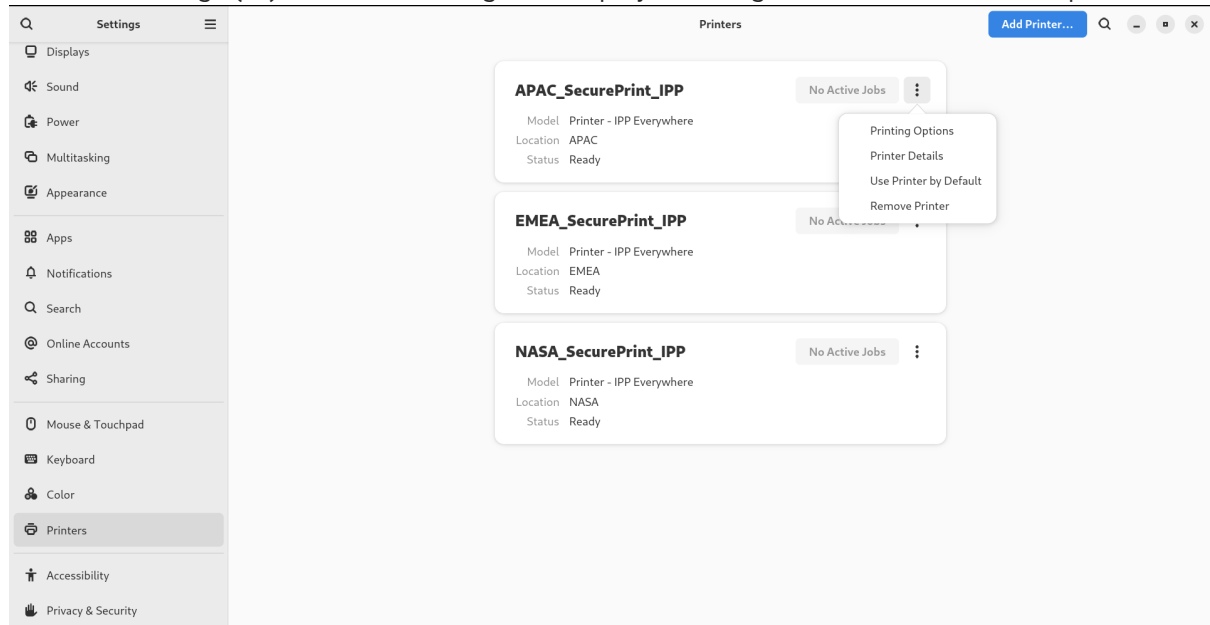 Settings
Printers
Add Printer...
Displays
Sound
Power
Multitasking
Appearance
Apps
Notifications
Search
Online Accounts
Sharing
Mouse & Touchpad
Keyboard
Color
Printers
Accessibility
Privacy & Security
APAC_SecurePrint_IPP
No Active Jobs
Model Printer - IPP Everywhere
Location APAC
Status Ready
Printing Options
Printer Details
Use Printer by Default
Remove Printer
EMEA_SecurePrint_IPP
Model Printer - IPP Everywhere
Location EMEA
Status Ready
NASA_SecurePrint_IPP
No Active Jobs
Model Printer - IPP Everywhere
Location NASA
Status Ready